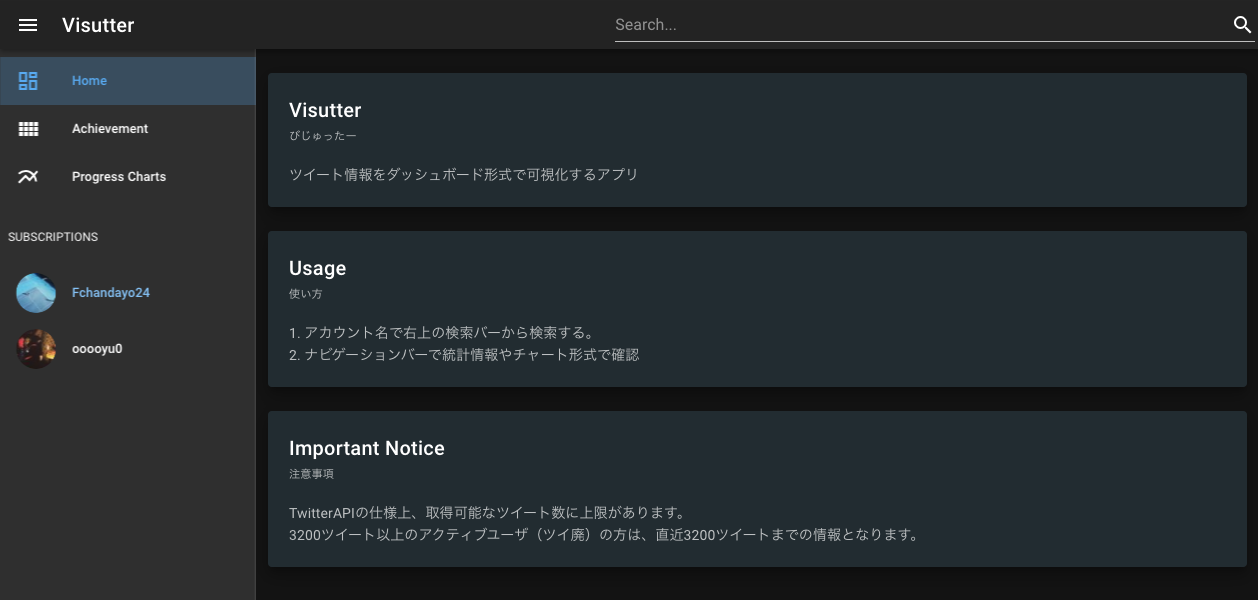 Visutter
Search...
Home
Achievement
Progress Charts
SUBSCRIPTIONS
Fchandayo24
ooooyu0
Visutter
びじゅったー
ツイート情報をダッシュボード形式で可視化するアプリ
Usage
使い方
1. アカウント名で右上の検索バーから検索する。
2. ナビゲーションバーで統計情報やチャート形式で確認
Important Notice
注意事項
TwitterAPIの仕様上、取得可能なツイート数に上限があります。
3200ツイート以上のアクティブユーザ（ツイ廃）の方は、直近3200ツイートまでの情報となります。